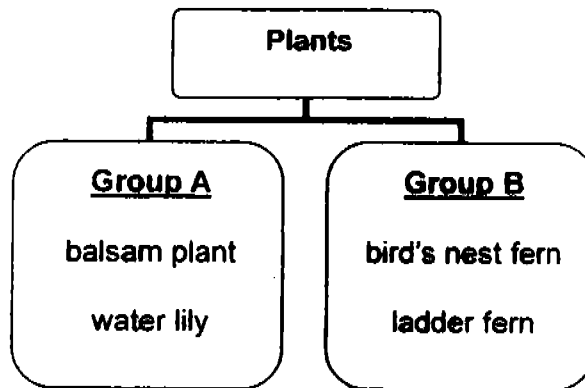 Plants
Group A
balsam plant
water lily
Group B
bird's nest fern
ladder fern